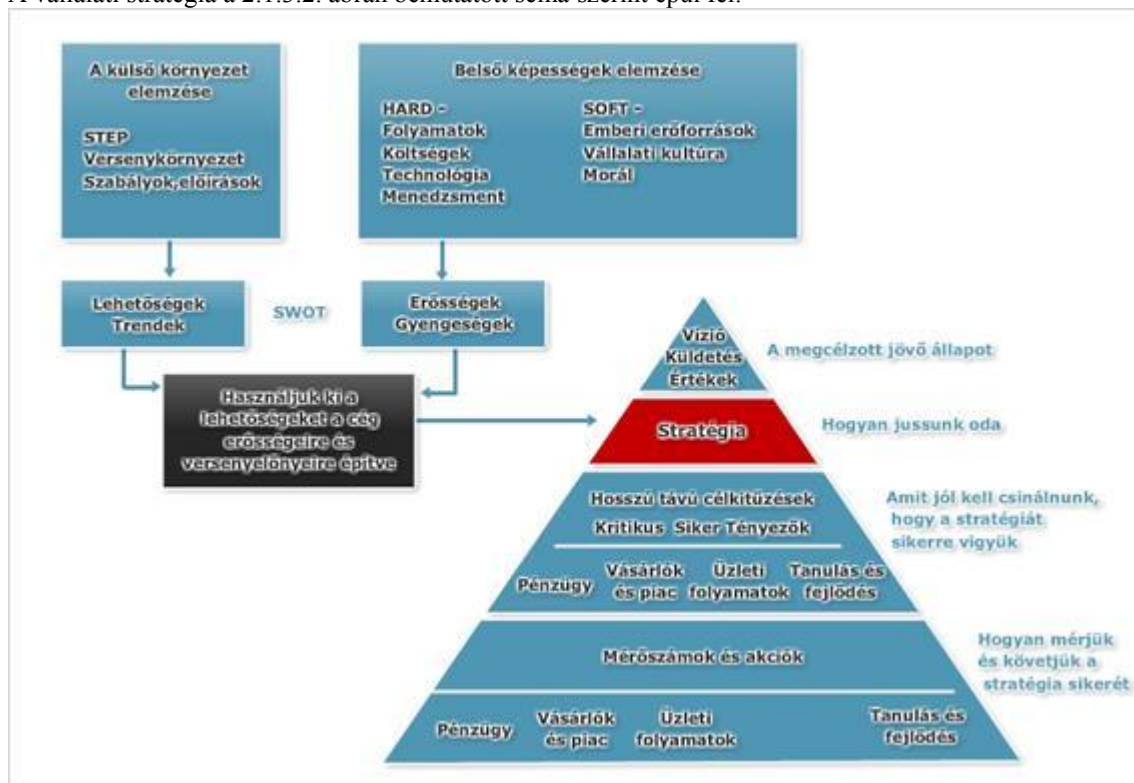 A vállalati stratégia a 2.1.3.2. ábrán bemutatott séma szerint épül fel.
A külső környezet
elemzése
STEP
Versenykörnyezet
Szabályok,előírások
Belső képességek elemzése
HARD -
Folyamatok
Költségek
Technológia
Menedzsment
SOFT -
Emberi erőforrások
Vállalati kultúra
Morál
Lehetőségek
Trendek
SWOT
Erősségek
Gyengeségek
Használjuk ki a
lehetőségeket a cég
erősségeire és
versenyelőnyeire építve
Vízió
Küldetés
Értékek
A megcélzott jövő állapot
Stratégia
Hogyan jussunk oda
Hosszú távú célkitűzések
Kritikus Siker Tényezők
Amit jól kell csinálnunk,
hogy a stratégiát
sikerre vigyük
Pénzügy
Vásárlók
és piac
Üzleti
folyamatok
Tanulás és
fejlődés
Mérőszámok és akciók
Hogyan mérjük
és követjük a
stratégia sikerét
Pénzügy
Vásárlók
és piac
Üzleti
folyamatok
Tanulás és
fejlődés